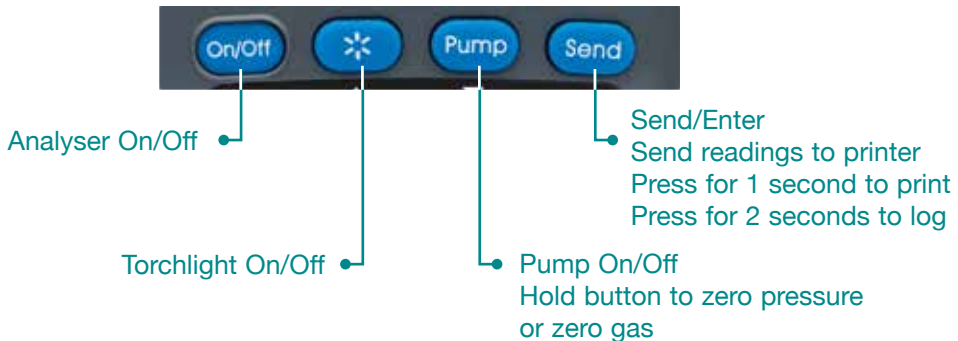 On/Off
Pump
Send
Analyser On/Off
Send/Enter
Send readings to printer
Press for 1 second to print
Press for 2 seconds to log
Torchlight On/Off
Pump On/Off
Hold button to zero pressure
or zero gas